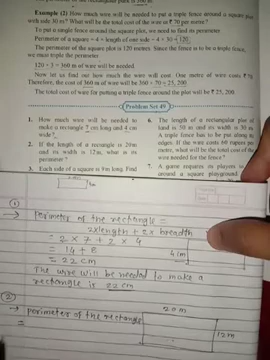 Example (2) How much wire will be needed to put a triple fence around a square plot
with side 30 m? What will be the total cost of the wire at ₹ 70 per metre?
To put a single fence around the square plot, we need to find its perimeter
Perimeter of a square = 4 × length of one side = 4 × 30 = 120
The perimeter of the square plot is 120 metres. Since the fence is to be a triple fence,
we must triple the perimeter.
120 × 3 = 360 m of wire will be needed.
Now let us find out how much the wire will cost. One metre of wire costs ₹ 70
Therefore, the cost of 360 m of wire will be 360 × 70 = 25, 200.
The total cost of wire for putting a triple fence around the plot will be ₹ 25, 200.
Problem Set 40
1. How much wire will be needed to
make a rectangle 7 cm long and 4 cm
wide ?
2. If the length of a rectangle is 20m
and its width is 12m, what is its
perimeter ?
3. Each side of a square is 9m long. Find
6. The length of a rectangular
land is 50 m and its width is 30 m
A triple fence has to be put along its
edges. If the wire costs 60 rupees per
metre, what will be the total cost of the
wire needed for the fence ?
7. A game requires its players to
around a square playground
①
→ Perimeter of the rectangle =
2×length + 2× breadth
= 2 × 7 + 2 × 4
= 14 + 8
= 22 cm
4 cm
The wire will be needed to make a
rectangle is 22 cm
②
→ perimeter of the rectangle
=
20 m
12 m